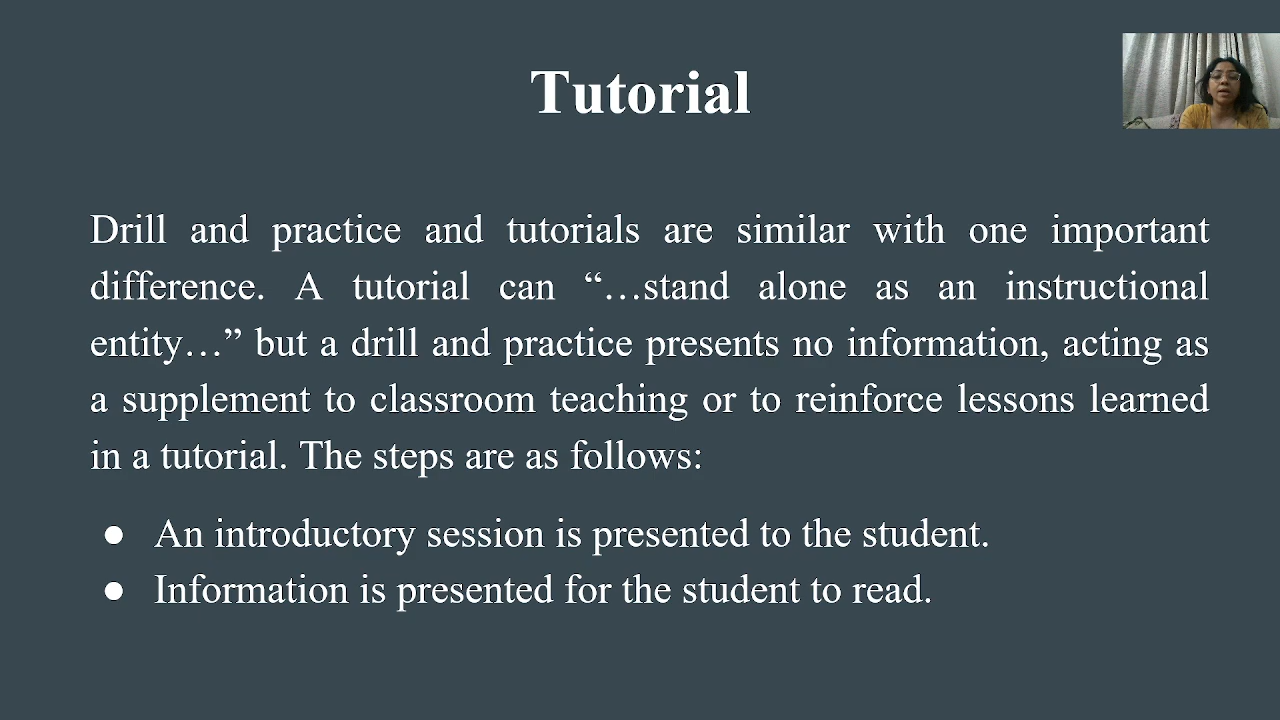 Tutorial
Drill and practice and tutorials are similar with one important
difference. A tutorial can “…stand alone as an instructional
entity…” but a drill and practice presents no information, acting as
a supplement to classroom teaching or to reinforce lessons learned
in a tutorial. The steps are as follows:
● An introductory session is presented to the student.
● Information is presented for the student to read.